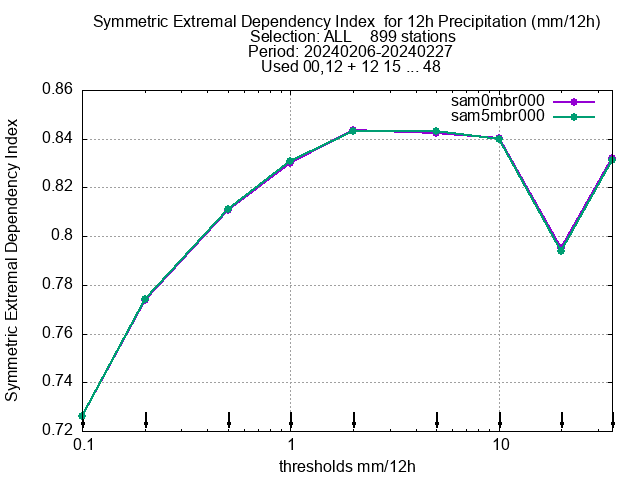 Symmetric Extremal Dependency Index  for 12h Precipitation (mm/12h)
Selection: ALL    899 stations
Period: 20240206-20240227
Used 00,12 + 12 15 ... 48
sam0mbr000
sam5mbr000
Symmetric Extremal Dependency Index
0.86
0.84
0.82
0.8
0.78
0.76
0.74
0.72
0.1
1
10
thresholds mm/12h